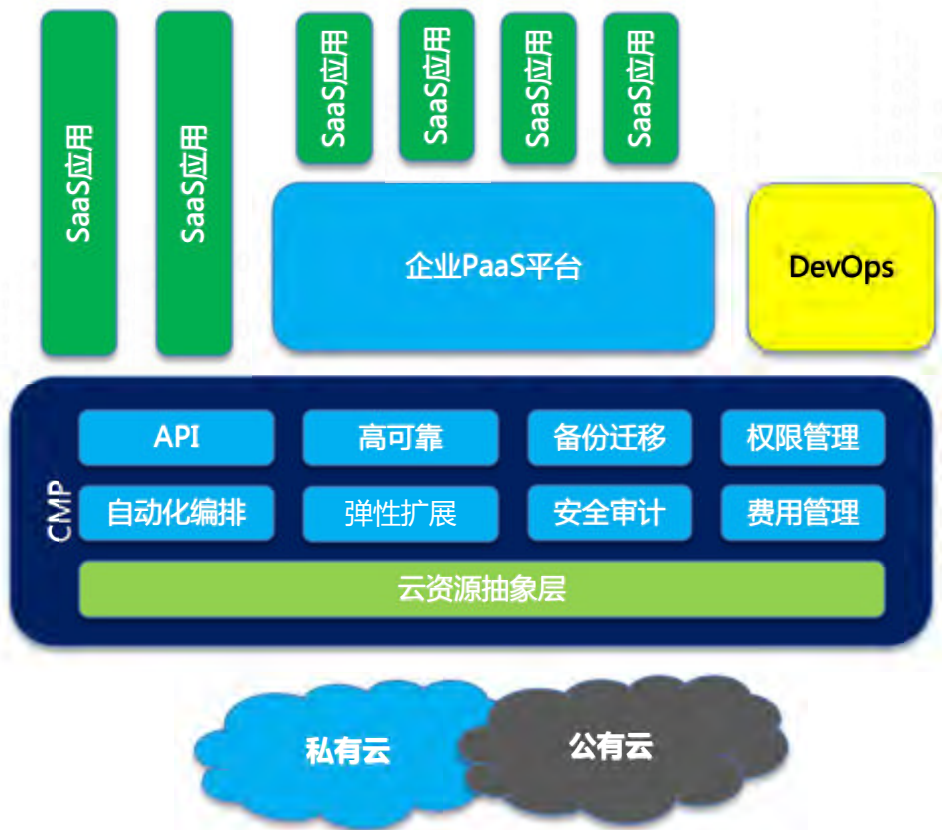 SaaS应用
SaaS应用
SaaS应用
SaaS应用
SaaS应用
SaaS应用
企业PaaS平台
DevOps
CMP
API
高可靠
备份迁移
权限管理
自动化编排
弹性扩展
安全审计
费用管理
云资源抽象层
私有云
公有云